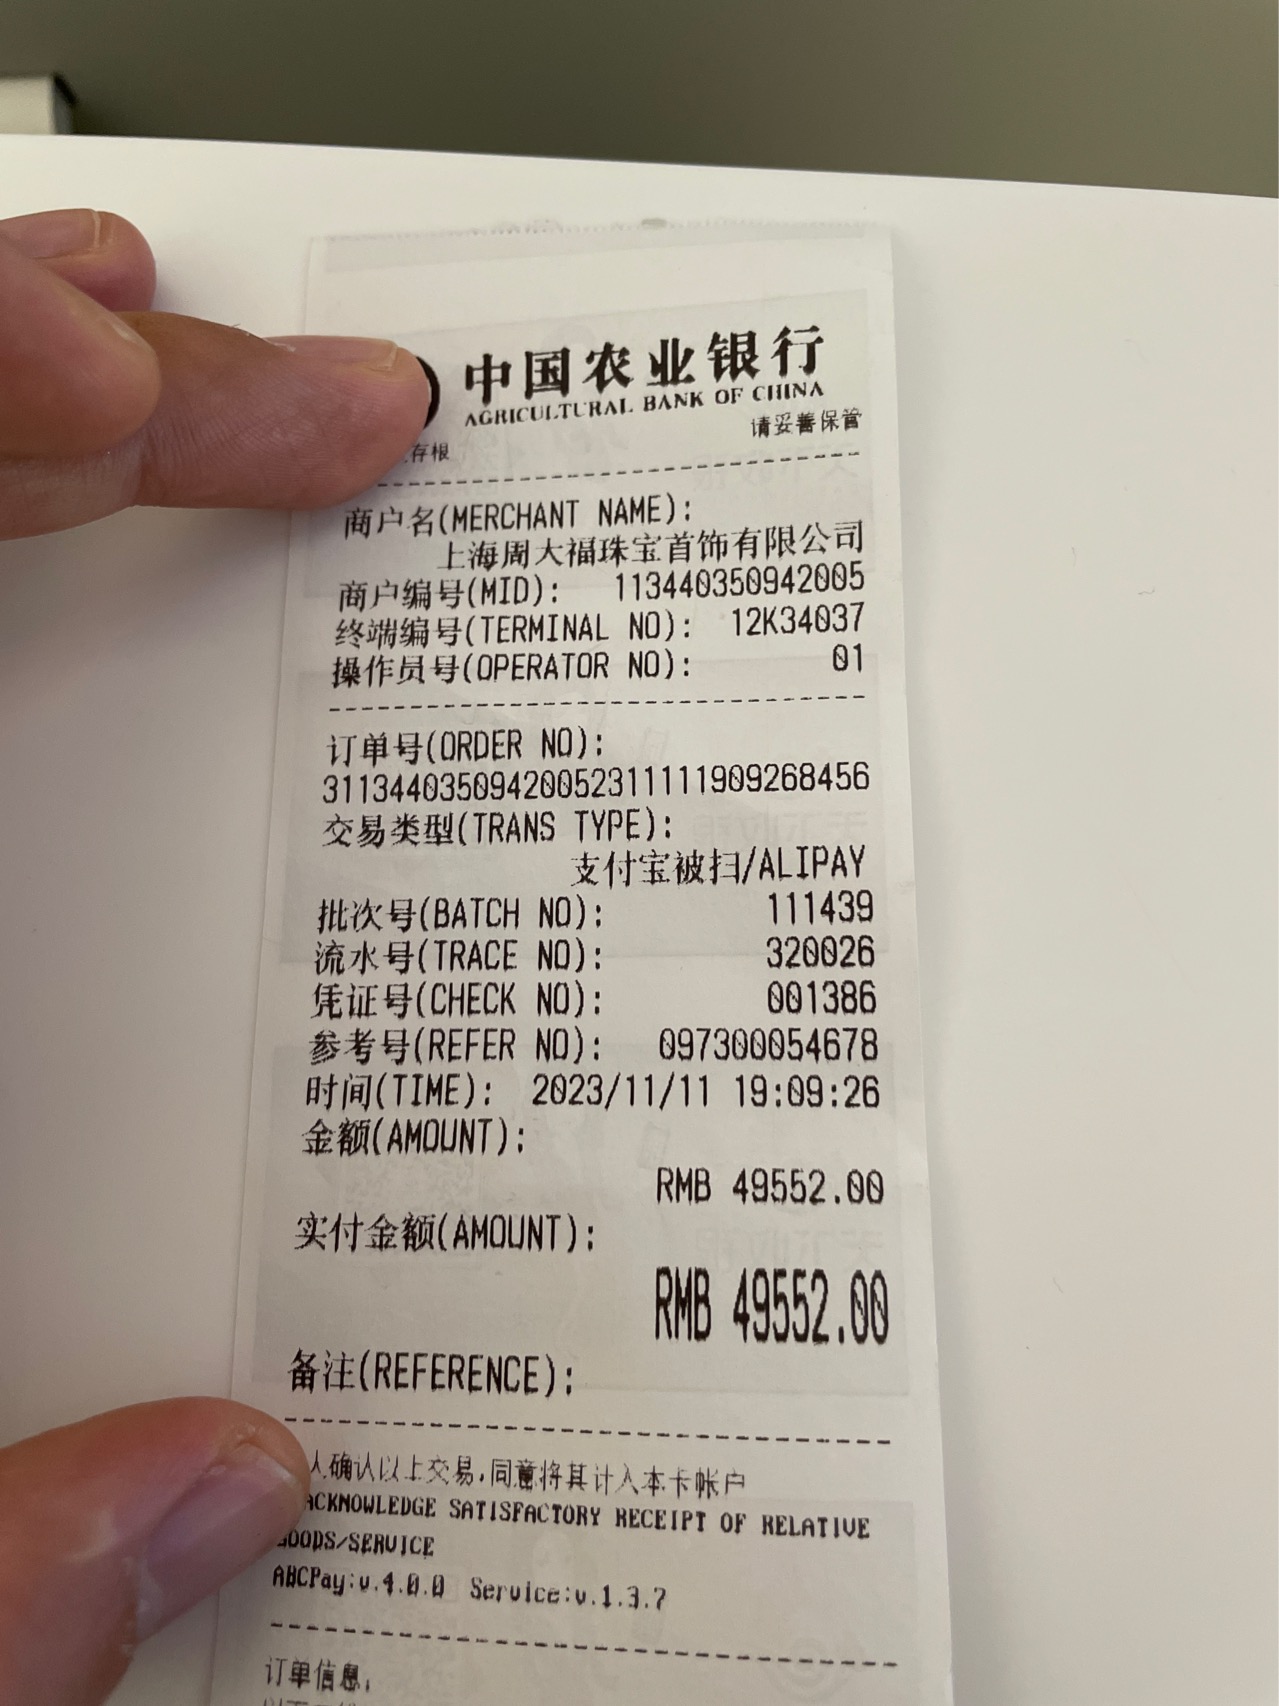 中国农业银行
AGRICULTURAL BANK OF CHINA
存根 请妥善保管
商户名(MERCHANT NAME):
上海周大福珠宝首饰有限公司
商户编号(MID): 113440350942005
终端编号(TERMINAL NO): 12K34037
操作员号(OPERATOR NO): 01
订单号(ORDER NO):
31134403509420052311111909268456
交易类型(TRANS TYPE):
支付宝被扫/ALIPAY
批次号(BATCH NO): 111439
流水号(TRACE NO): 320026
凭证号(CHECK NO): 001386
参考号(REFER NO): 097300054678
时间(TIME): 2023/11/11 19:09:26
金额(AMOUNT):
RMB 49552.00
实付金额(AMOUNT):
RMB 49552.00
备注(REFERENCE):
人确认以上交易,同意将其计入本卡帐户
ACKNOWLEDGE SATISFACTORY RECEIPT OF RELATIVE
GOODS/SERVICE
ABCPay:v.4.0.0 Service:v.1.3.7
订单信息,